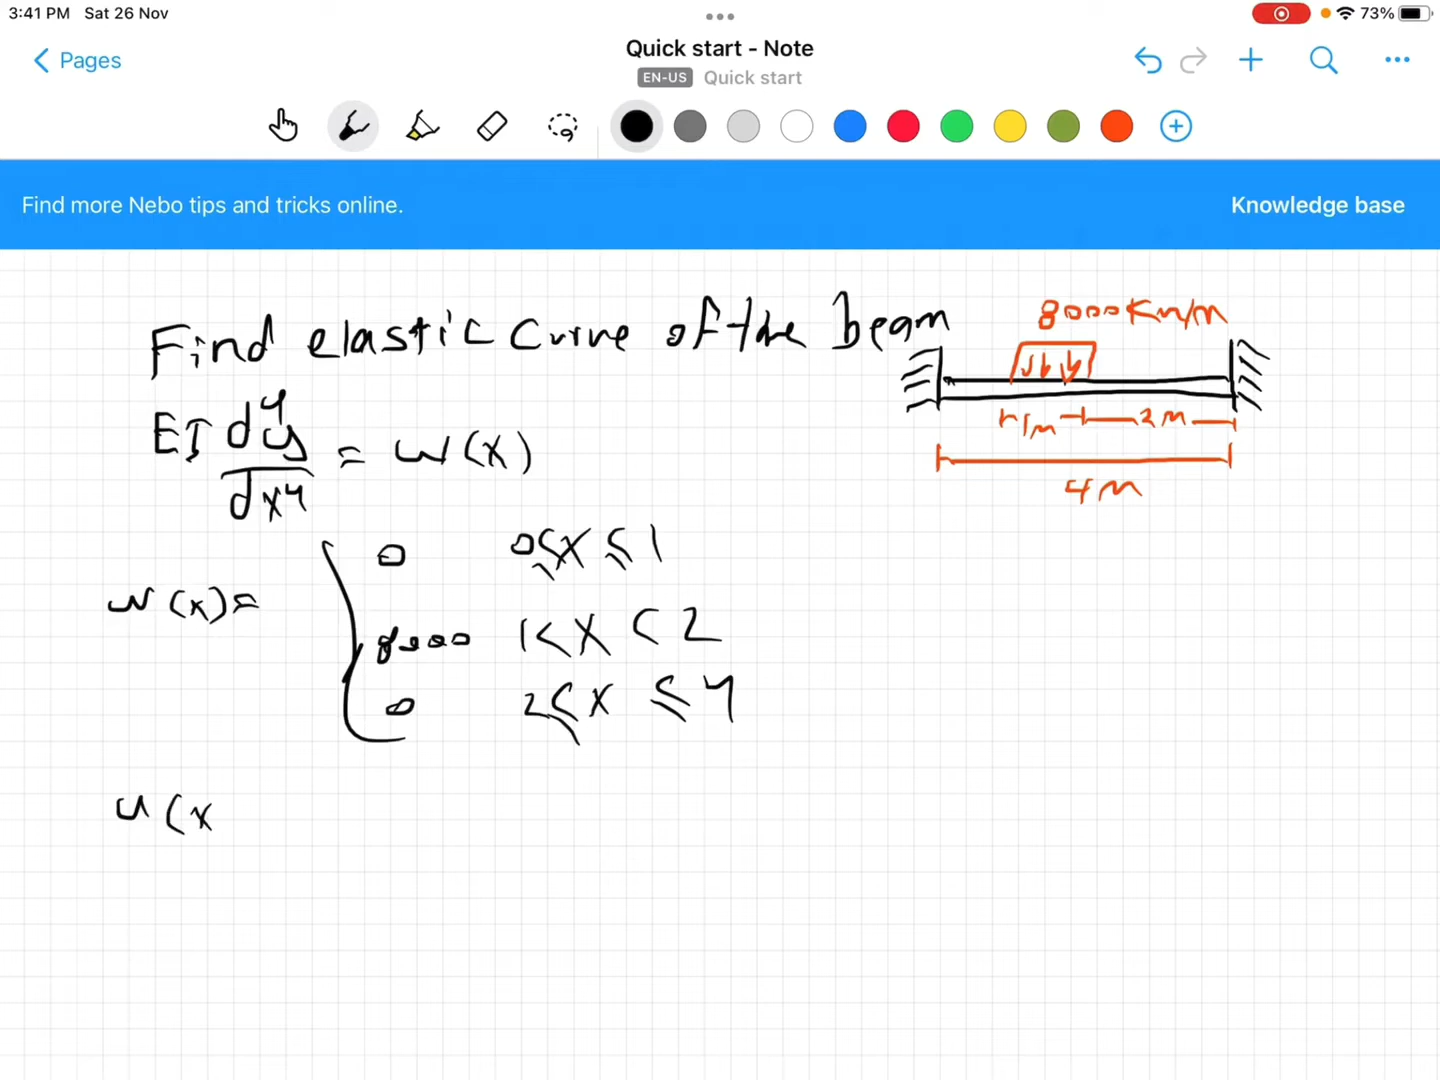 3:41 PM Sat 26 Nov
73%
Pages
Quick start - Note
EN-US Quick start
Find more Nebo tips and tricks online.
Knowledge base
Find elastic Curve of the beam
8000 KN/M
1M
2M
4M
EI d⁴y/dx⁴ = W(X)
W(X)=
0 0≤X≤1
8000 1<X<2
0 2≤X≤4
u(x